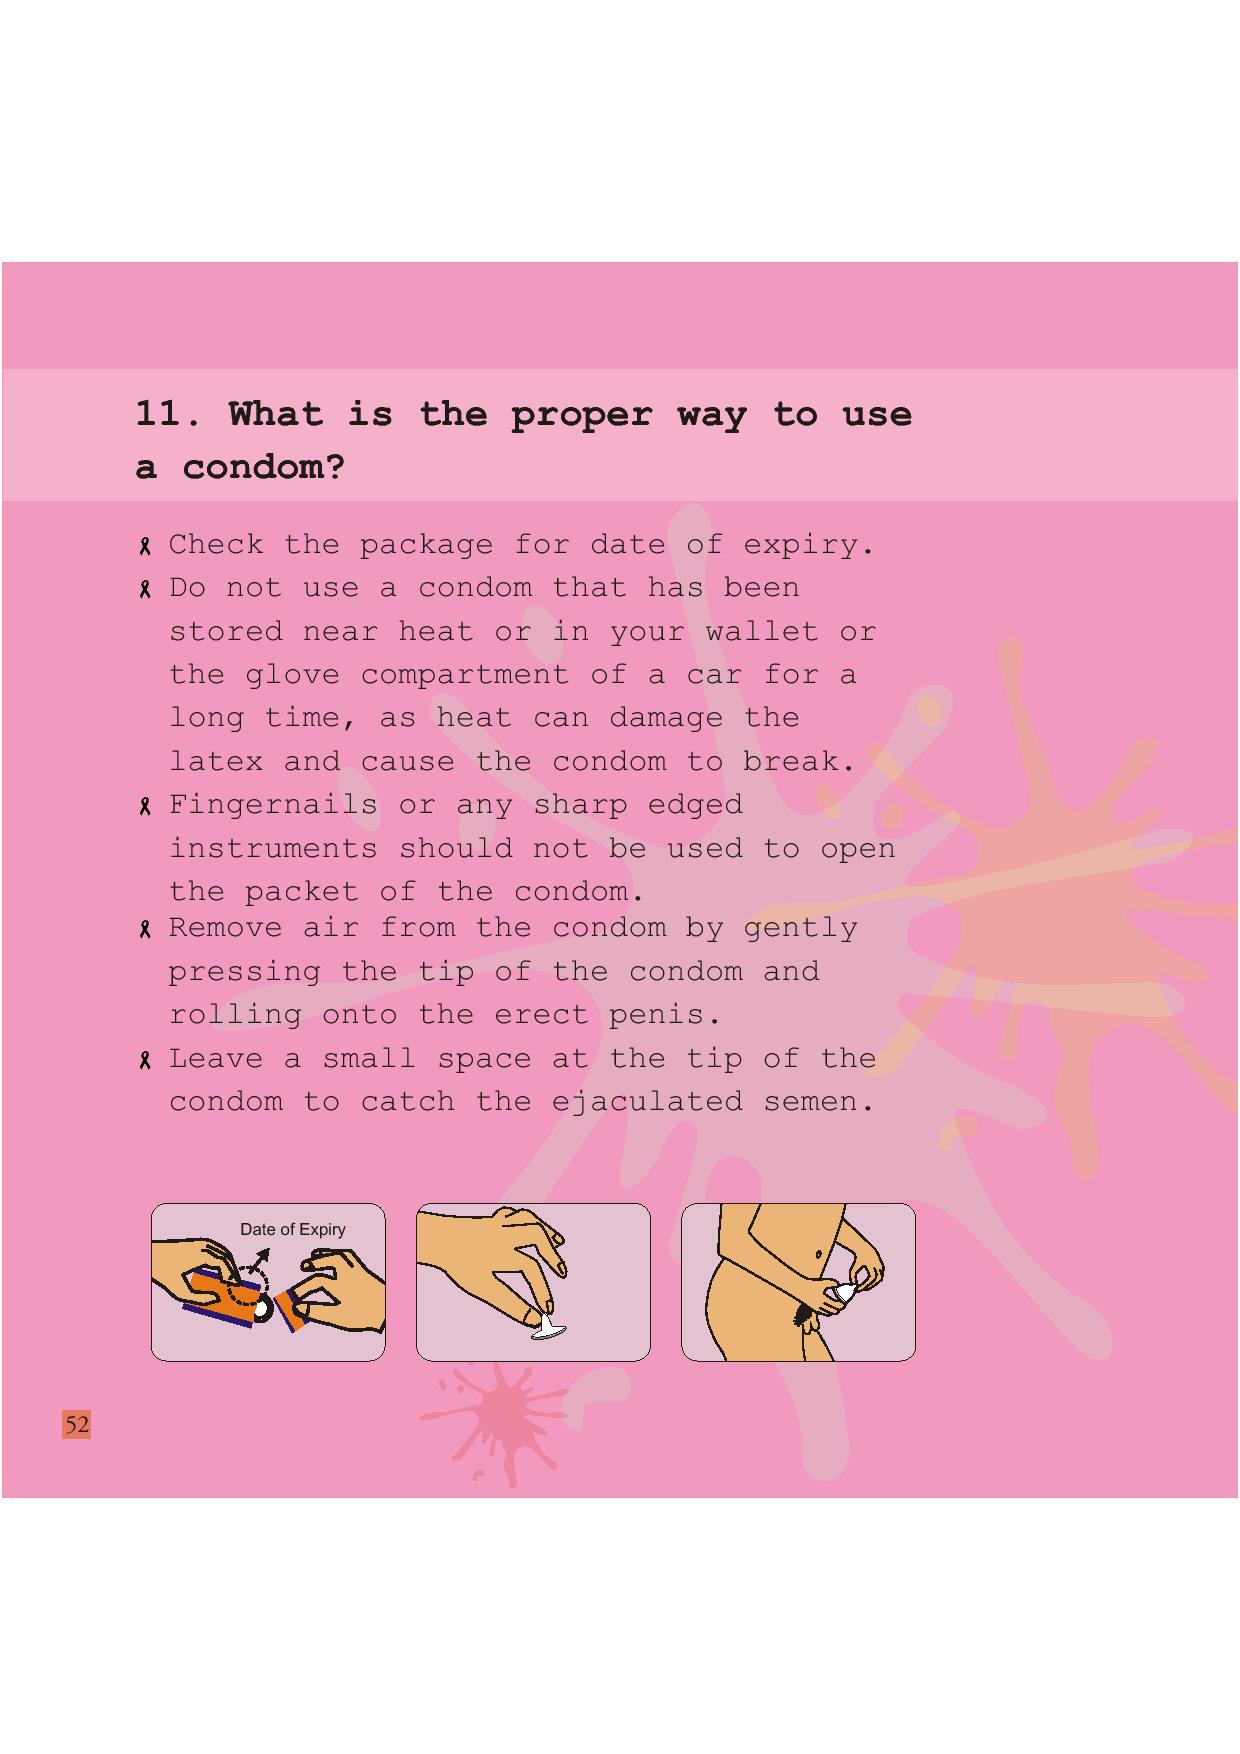 11. What is the proper way to use
a condom?
Check the package for date of expiry.
Do not use a condom that has been
stored near heat or in your wallet or
the glove compartment of a car for a
long time, as heat can damage the
latex and cause the condom to break.
Fingernails or any sharp edged
instruments should not be used to open
the packet of the condom.
Remove air from the condom by gently
pressing the tip of the condom and
rolling onto the erect penis.
Leave a small space at the tip of the
condom to catch the ejaculated semen.
Date of Expiry
52